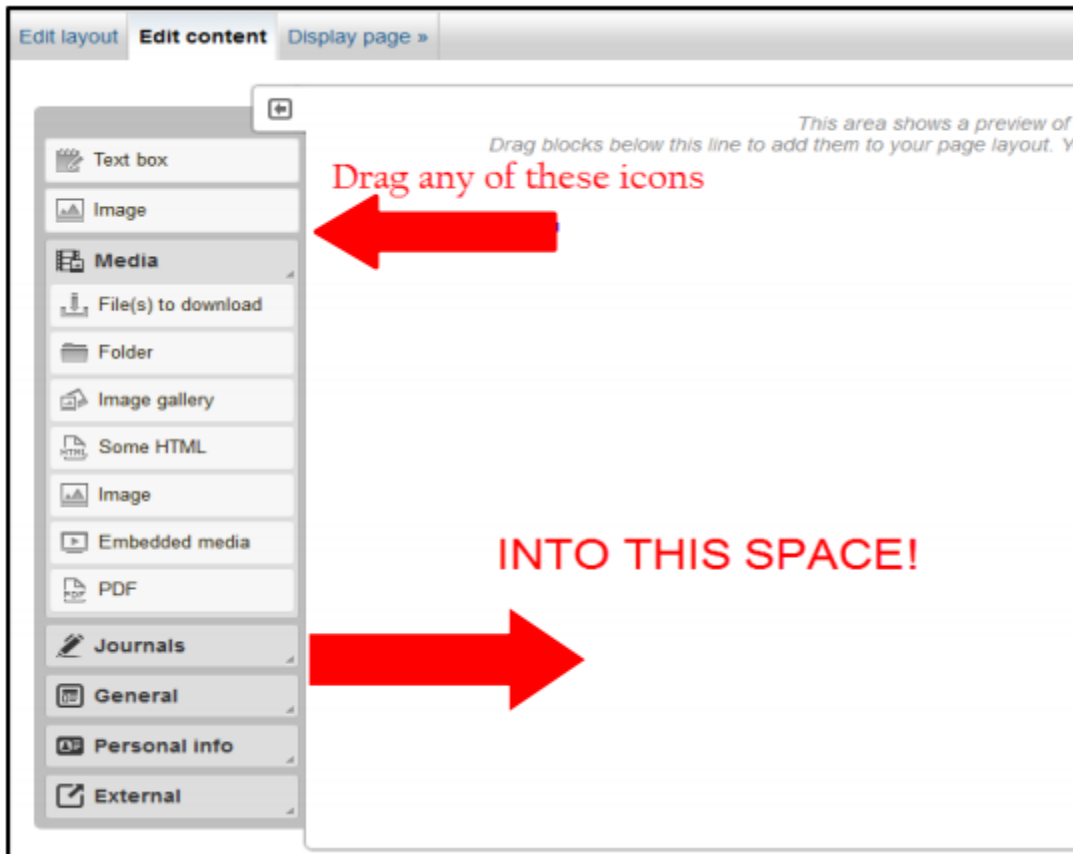 Edit layout Edit content Display page »
This area shows a preview of
Drag blocks below this line to add them to your page layout.
Drag any of these icons
Text box
Image
Media
File(s) to download
Folder
Image gallery
HTML Some HTML
Image
Embedded media
PDF PDF
INTO THIS SPACE!
Journals
General
Personal info
External